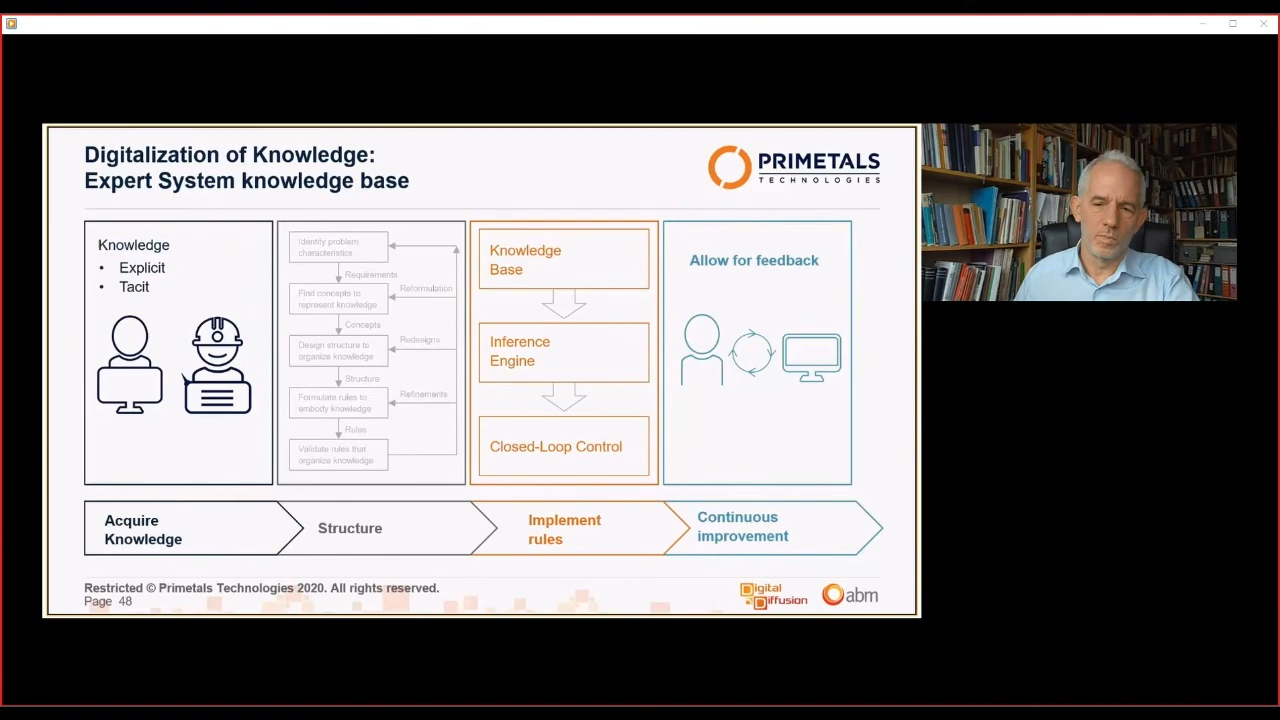 Digitalization of Knowledge:
Expert System knowledge base
PRIMETALS
TECHNOLOGIES
Knowledge
• Explicit
• Tacit
Identify problem
characteristics
Requirements
Find concepts to
represent knowledge
Reformulation
Concepts
Design structure to
organize knowledge
Redesigns
Structure
Formulate rules to
embody knowledge
Refinements
Rules
Validate rules that
organize knowledge
Knowledge
Base
Inference
Engine
Closed-Loop Control
Allow for feedback
Acquire
Knowledge
Structure
Implement
rules
Continuous
improvement
Restricted © Primetals Technologies 2020. All rights reserved.
Page 48
Digital
Diffusion
abm